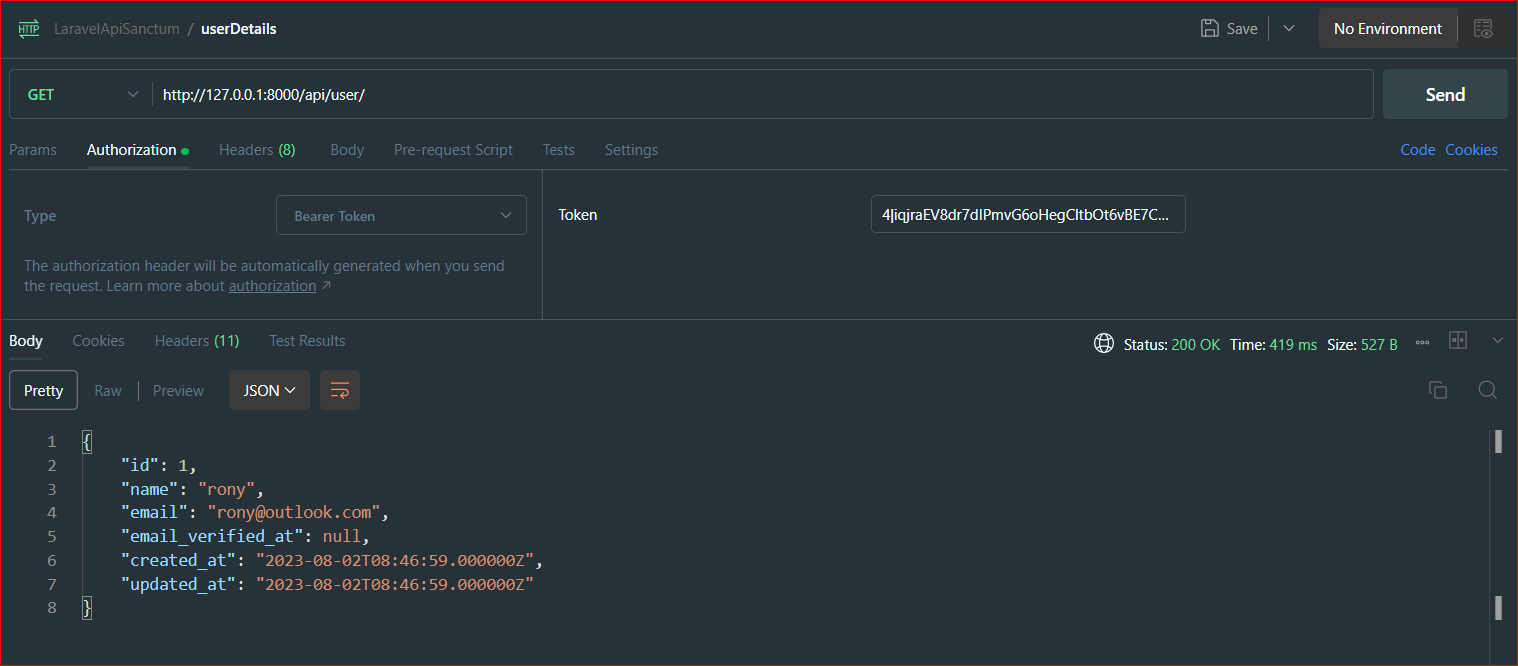 HTTP LaravelApiSanctum / userDetails Save No Environment
GET http://127.0.0.1:8000/api/user/ Send
Params Authorization Headers (8) Body Pre-request Script Tests Settings Code Cookies
Type Bearer Token Token 4|iqjraEV8dr7dIPmvG6oHegCItbOt6vBE7C...
The authorization header will be automatically generated when you send
the request. Learn more about authorization ↗
Body Cookies Headers (11) Test Results Status: 200 OK Time: 419 ms Size: 527 B
Pretty Raw Preview JSON
1 {
2 "id": 1,
3 "name": "rony",
4 "email": "rony@outlook.com",
5 "email_verified_at": null,
6 "created_at": "2023-08-02T08:46:59.000000Z",
7 "updated_at": "2023-08-02T08:46:59.000000Z"
8 }